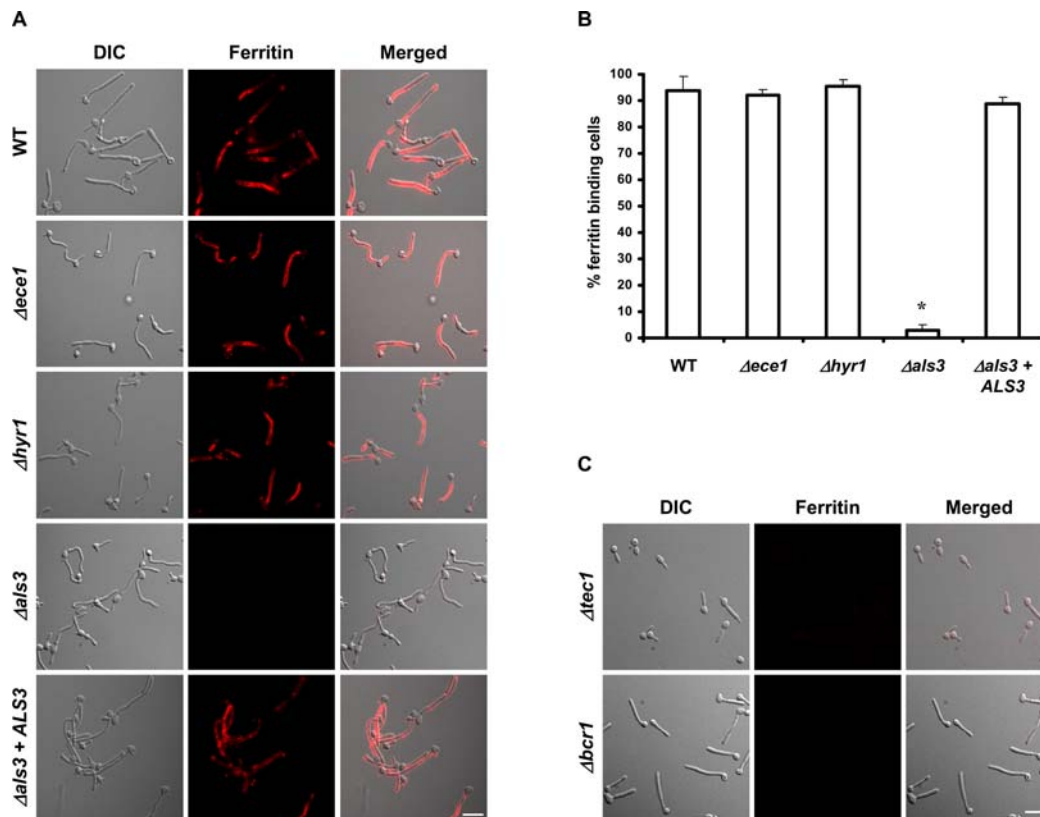 A
DIC Ferritin Merged
WT
Δece1
Δhyr1
Δals3
Δals3 + ALS3
B
% ferritin binding cells
100
90
80
70
60
50
40
30
20
10
0
*
WT Δece1 Δhyr1 Δals3 Δals3 +
ALS3
C
DIC Ferritin Merged
Δtec1
Δbcr1